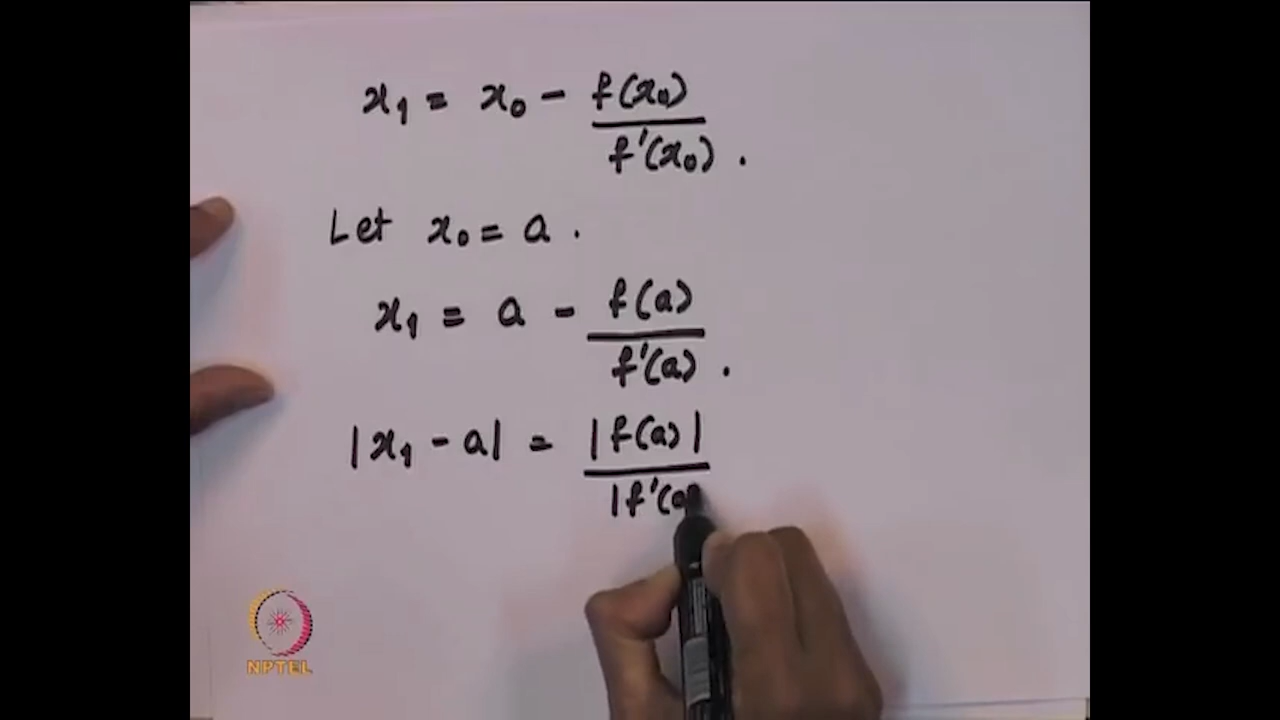 x₁ = x₀ - f(x₀) / f'(x₀) .
Let x₀ = a .
x₁ = a - f(a) / f'(a) .
|x₁ - a| = |f(a)| / |f'(a)
NPTEL